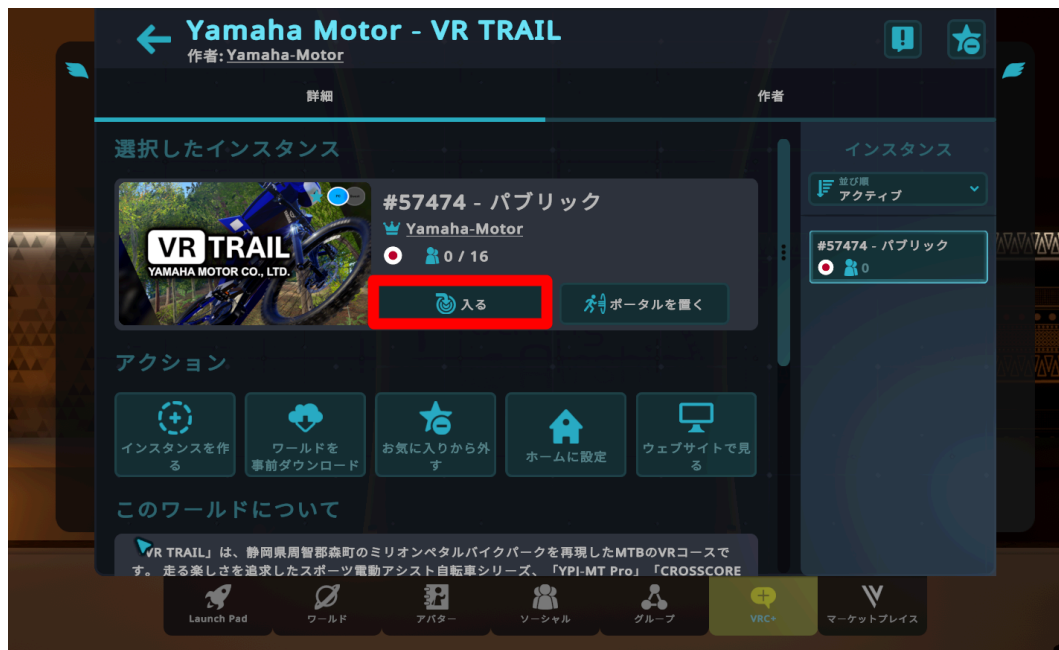 Yamaha Motor - VR TRAIL
作者: Yamaha-Motor
詳細
作者
選択したインスタンス
VR TRAIL
YAMAHA MOTOR CO., LTD.
#57474 - パブリック
Yamaha-Motor
0 / 16
入る
ポータルを置く
インスタンス
並び順
アクティブ
#57474 - パブリック
0
アクション
インスタンスを作
る
ワールドを
事前ダウンロード
お気に入りから外
す
ホームに設定
ウェブサイトで見
る
このワールドについて
VR TRAIL」は、静岡県周智郡森町のミリオンペタルバイクパークを再現したMTBのVRコースで
す。 走る楽しさを追求したスポーツ電動アシスト自転車シリーズ、「YPJ-MT Pro」「CROSSCORE
Launch Pad
ワールド
アバター
ソーシャル
グループ
VRC+
マーケットプレイス